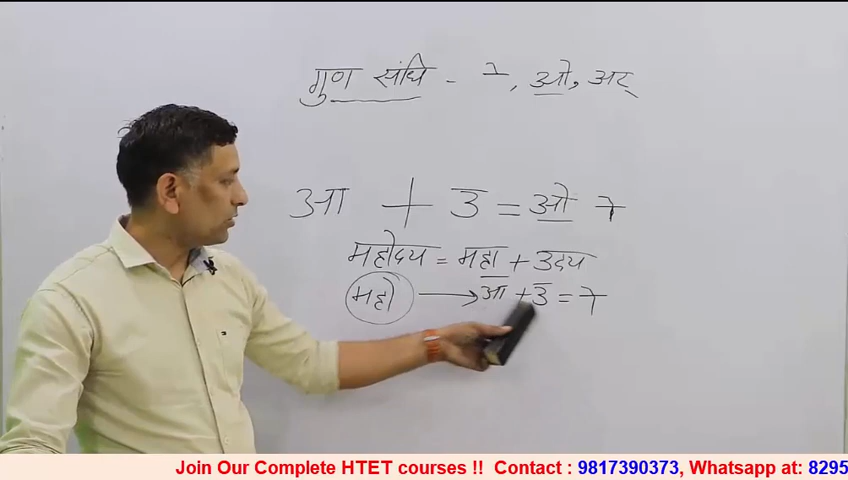 गुण संधि - े, ओ, अर्
आ + उ = ओ ो
महोदय = महा + उदय
महो → आ + उ = ो
Join Our Complete HTET courses !! Contact : 9817390373, Whatsapp at: 8295